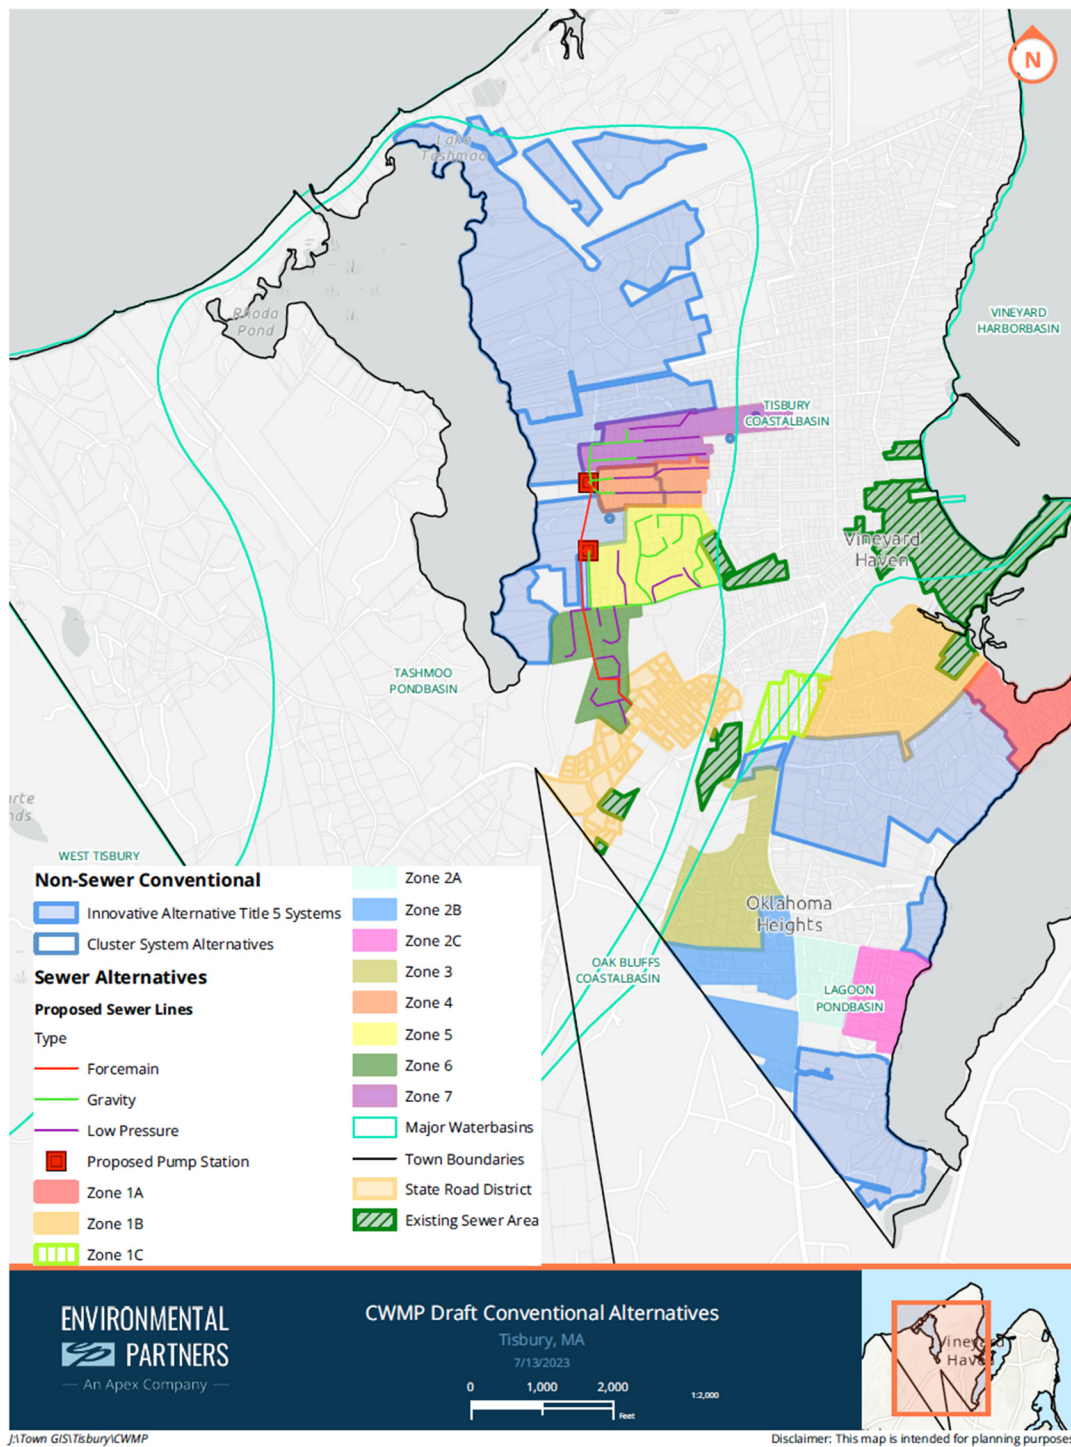 N
Lake
Tashmoo
Rhoda
Pond
VINEYARD
HARBORBASIN
TISBURY
COASTALBASIN
Vineyard
Haven
TASHMOO
PONDBASIN
WEST TISBURY
Oklahoma
Heights
OAK BLUFFS
COASTALBASIN
LAGOON
PONDBASIN
Non-Sewer Conventional
Innovative Alternative Title 5 Systems
Cluster System Alternatives
Sewer Alternatives
Proposed Sewer Lines
Type
Forcemain
Gravity
Low Pressure
Proposed Pump Station
Zone 1A
Zone 1B
Zone 1C
Zone 2A
Zone 2B
Zone 2C
Zone 3
Zone 4
Zone 5
Zone 6
Zone 7
Major Waterbasins
Town Boundaries
State Road District
Existing Sewer Area
ENVIRONMENTAL
ep PARTNERS
An Apex Company
CWMP Draft Conventional Alternatives
Tisbury, MA
7/13/2023
0 1,000 2,000
Feet
1:2,000
Vineyard
Haven
J:\Town GIS\Tisbury\CWMP
Disclaimer: This map is intended for planning purposes